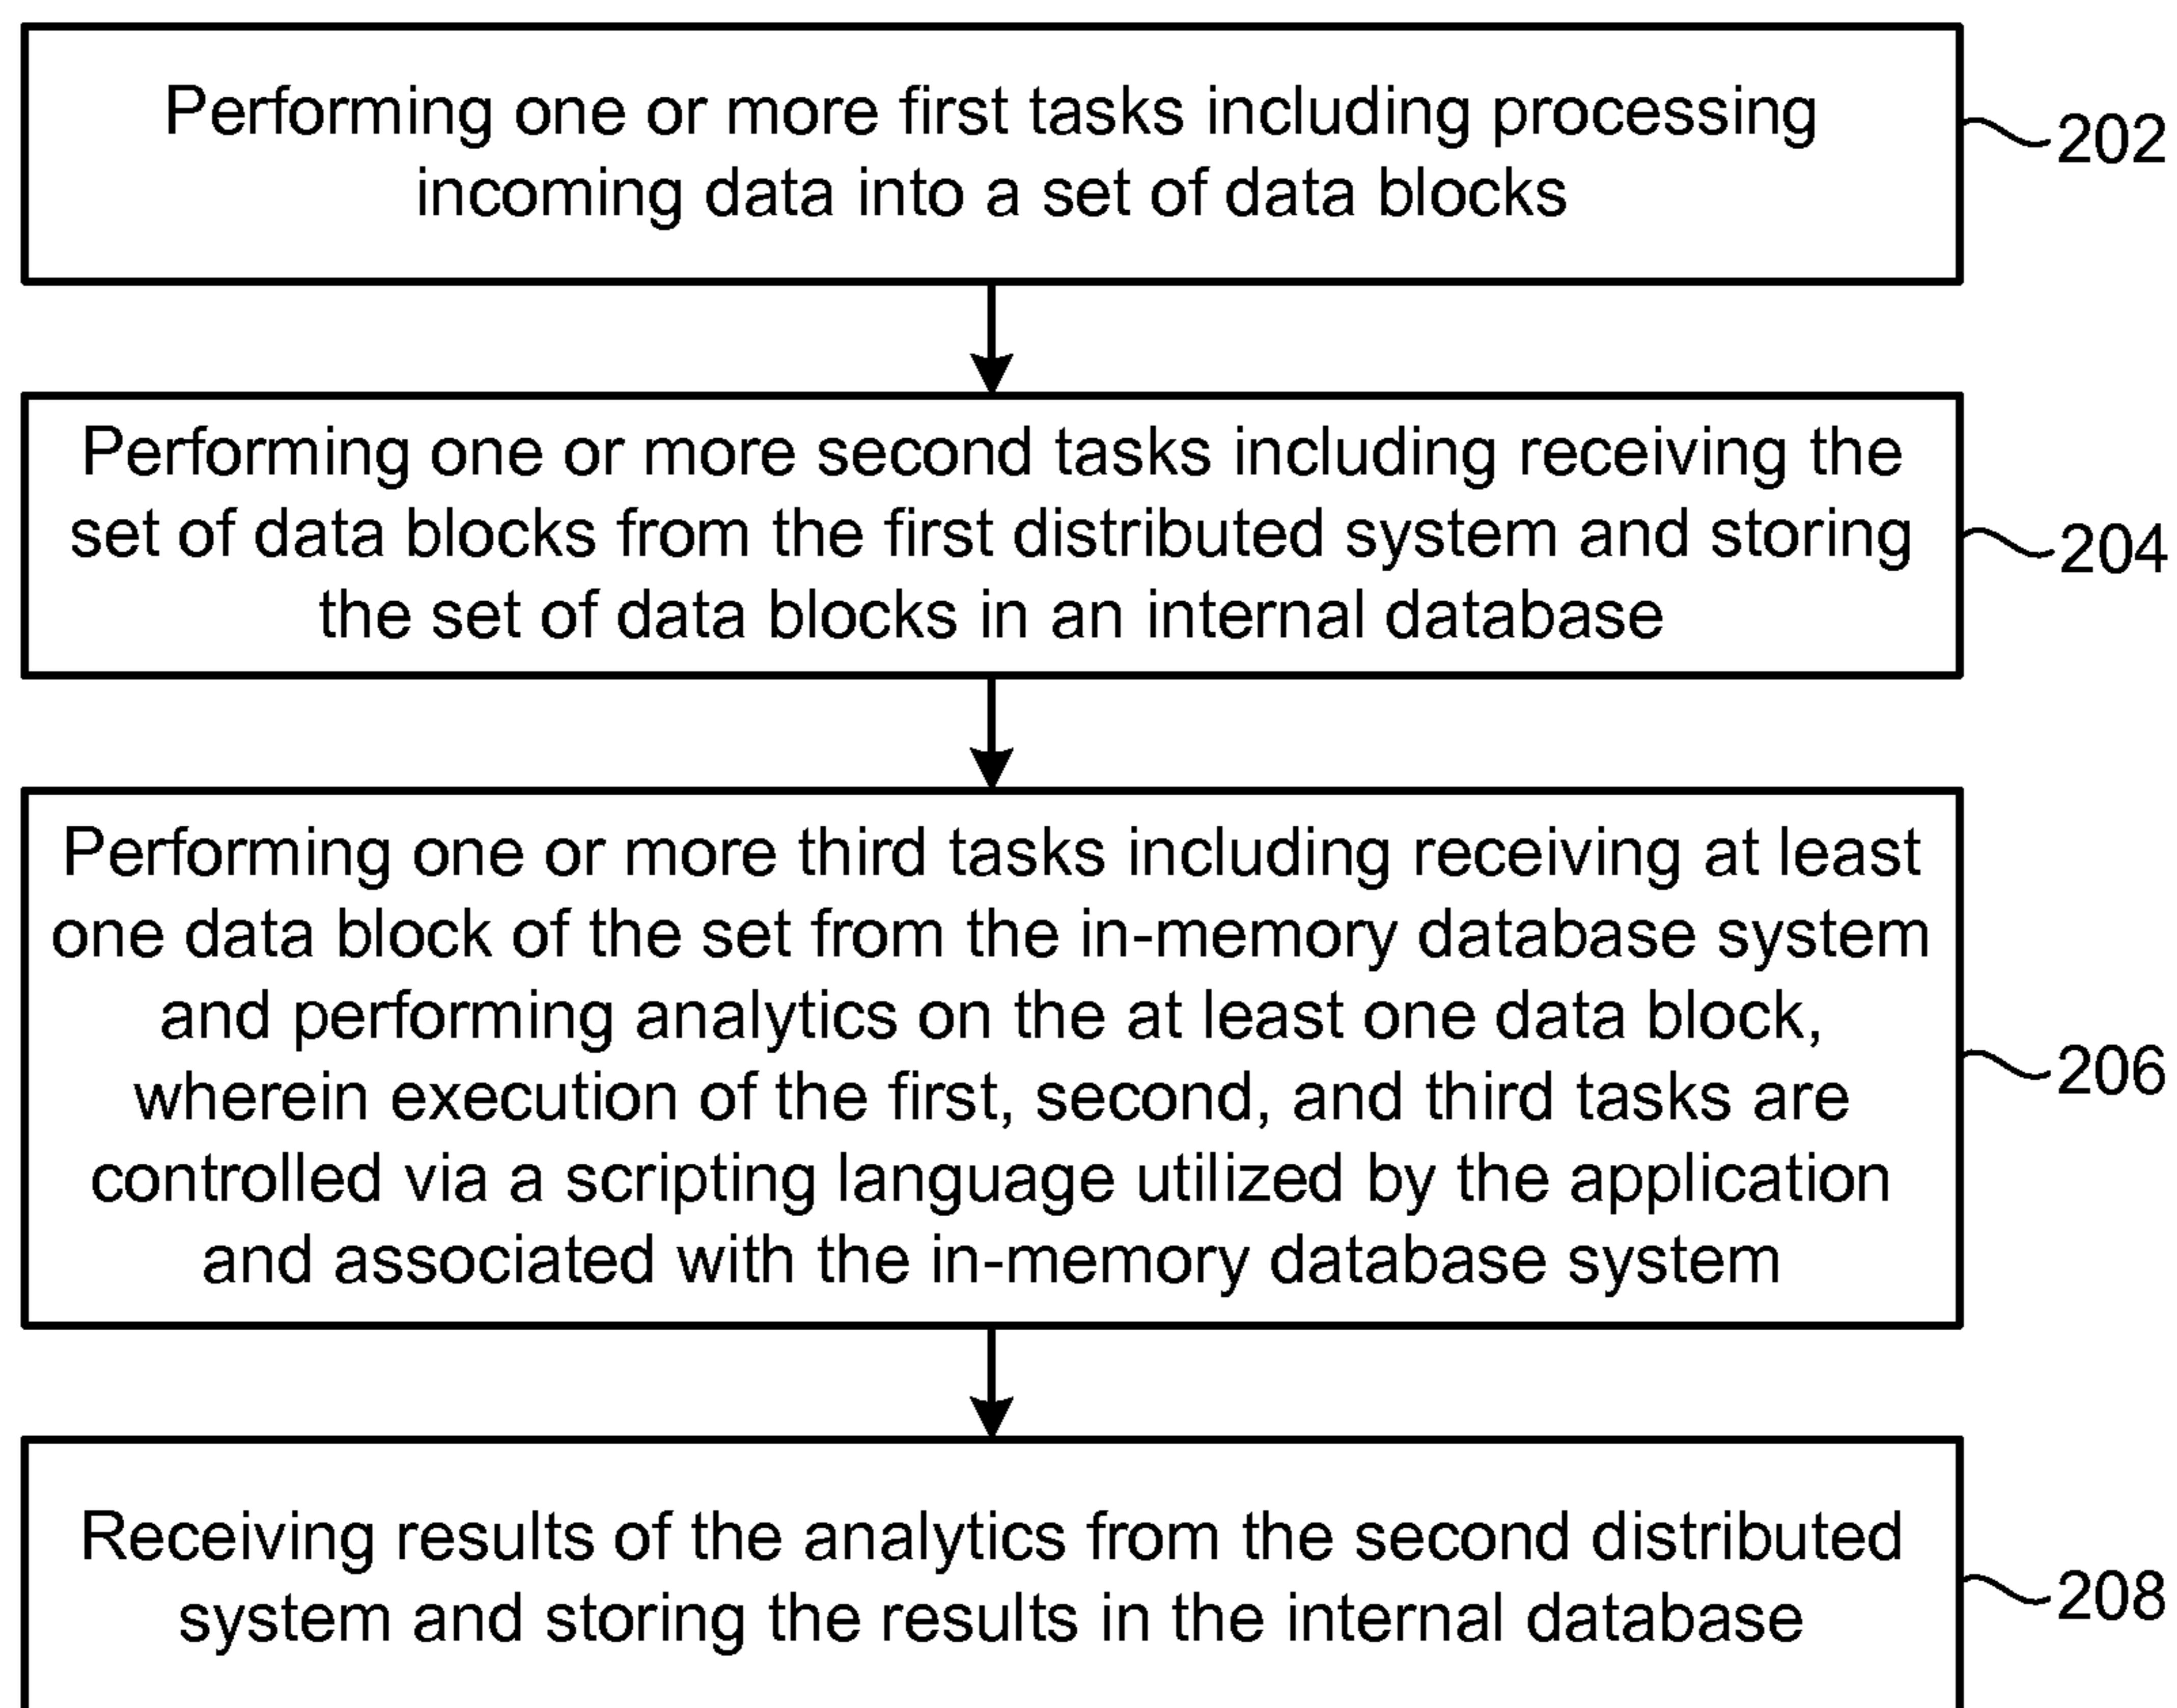 Performing one or more first tasks including processing
incoming data into a set of data blocks
202
Performing one or more second tasks including receiving the
set of data blocks from the first distributed system and storing
the set of data blocks in an internal database
204
Performing one or more third tasks including receiving at least
one data block of the set from the in-memory database system
and performing analytics on the at least one data block,
wherein execution of the first, second, and third tasks are
controlled via a scripting language utilized by the application
and associated with the in-memory database system
206
Receiving results of the analytics from the second distributed
system and storing the results in the internal database
208